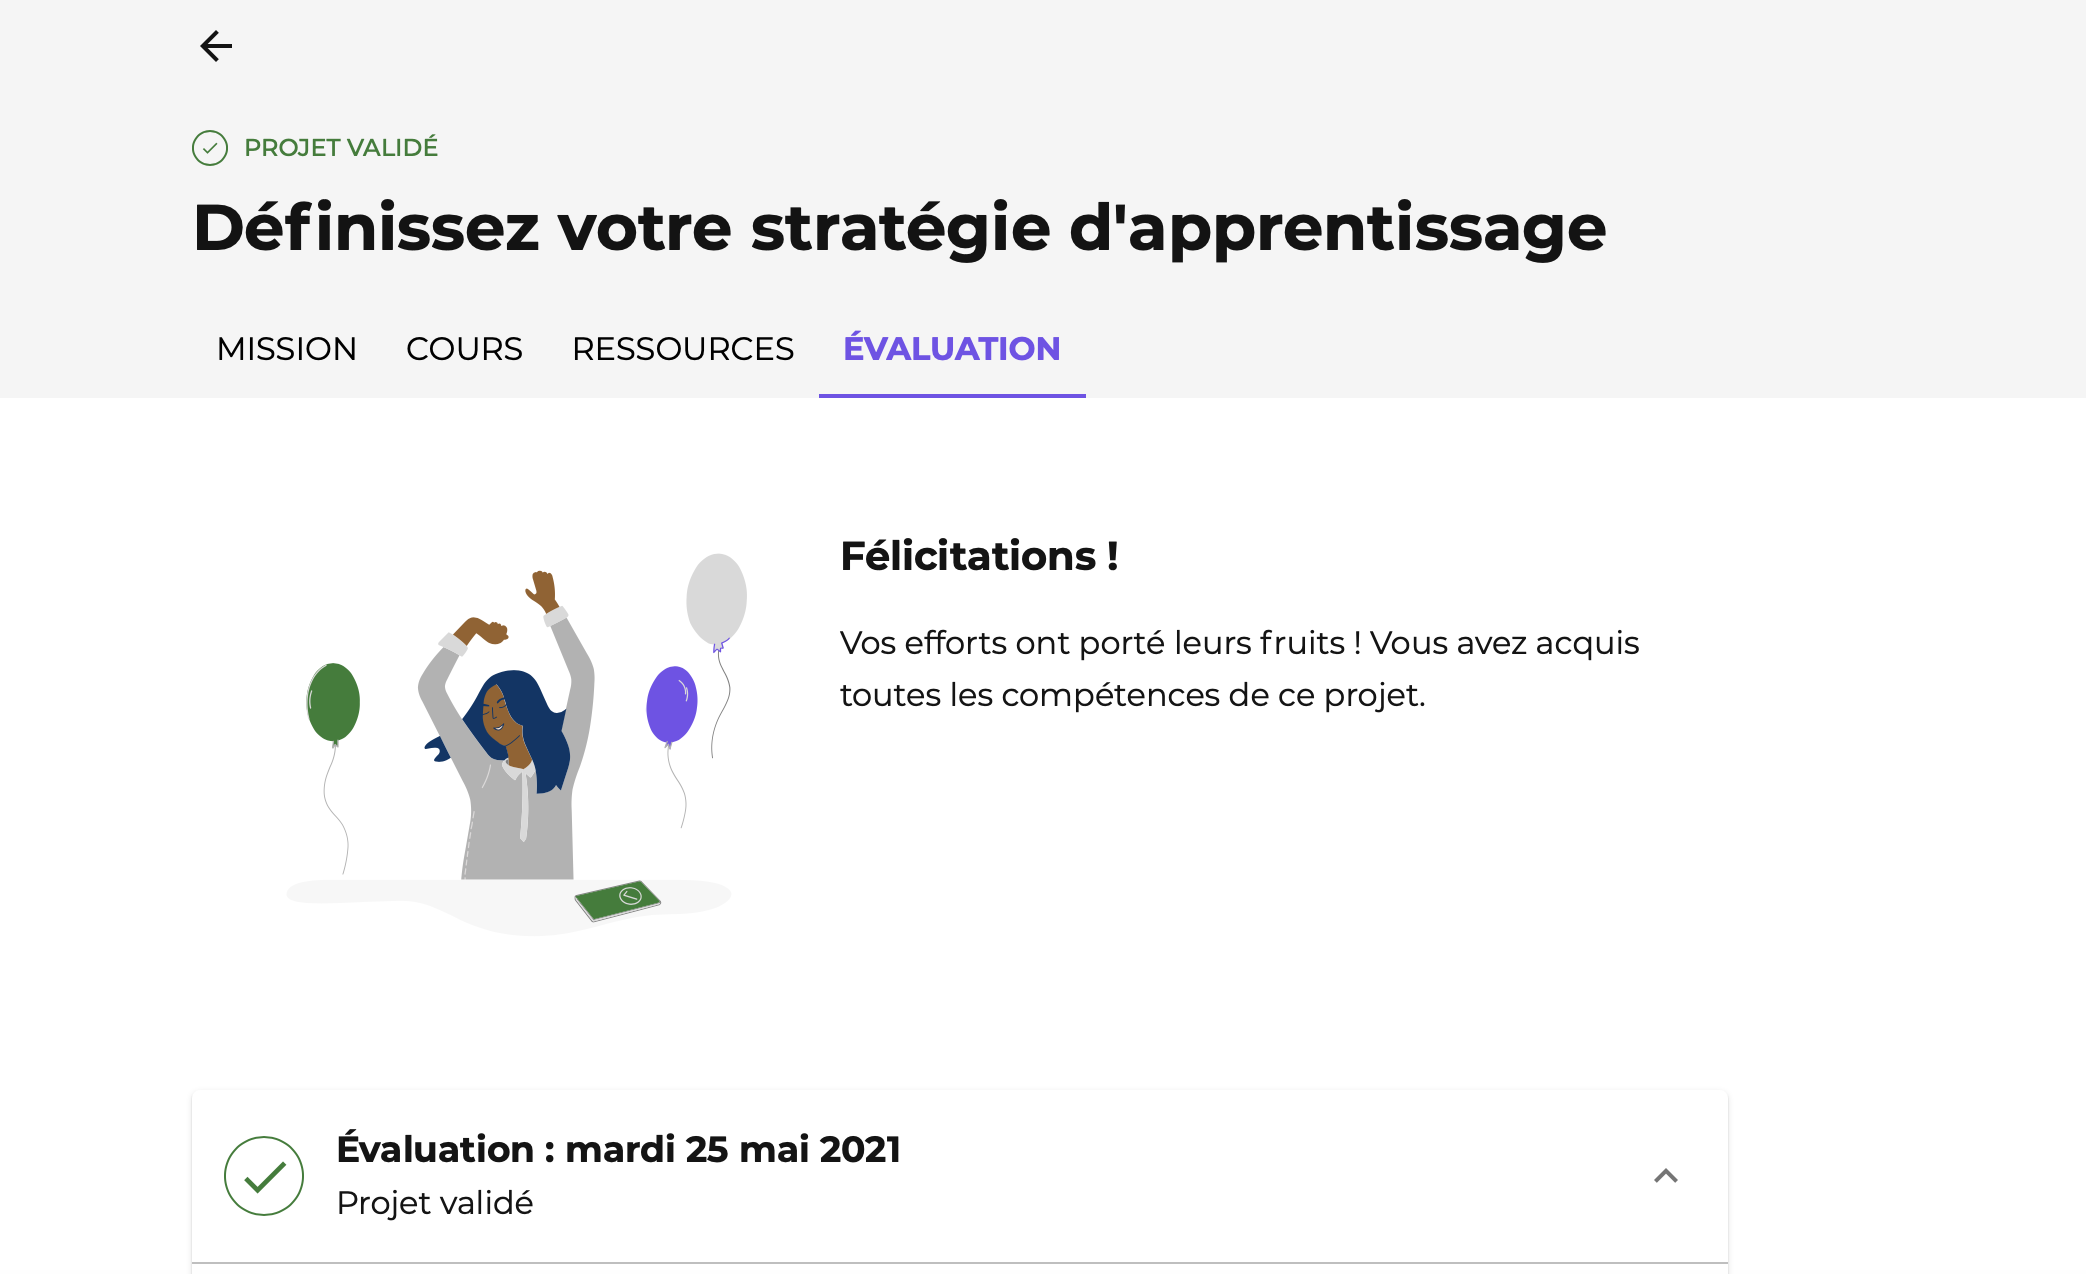 PROJET VALIDÉ
Définissez votre stratégie d'apprentissage
MISSION COURS RESSOURCES ÉVALUATION
Félicitations !
Vos efforts ont porté leurs fruits ! Vous avez acquis
toutes les compétences de ce projet.
Évaluation : mardi 25 mai 2021
Projet validé